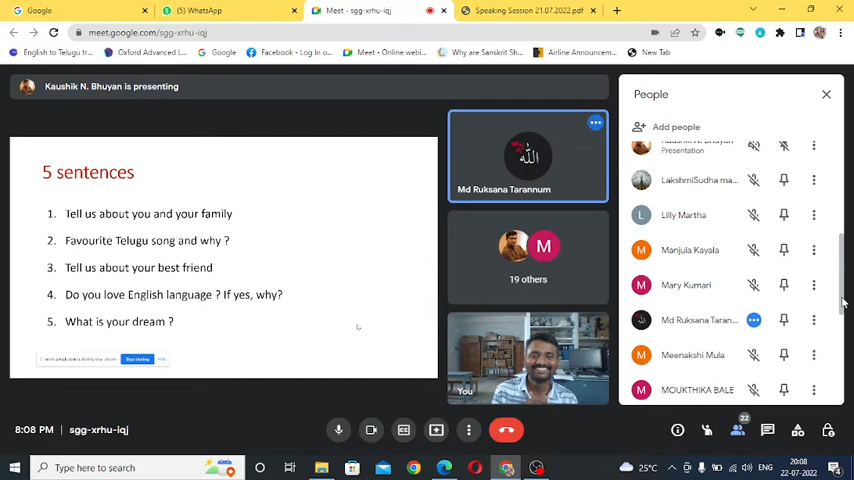 Google
(5) WhatsApp
Meet - sgg-xrhu-iqj
Speaking Session 21.07.2022.pdf
meet.google.com/sgg-xrhu-iqj
English to Telugu tr...
Oxford Advanced L...
Google
Facebook - Log In o...
Meet - Online webi...
Why are Sanskrit Sh...
Airline Announcem...
New Tab
Kaushik N. Bhuyan is presenting
5 sentences
1. Tell us about you and your family
2. Favourite Telugu song and why ?
3. Tell us about your best friend
4. Do you love English language ? If yes, why?
5. What is your dream ?
Stop sharing
Hide
الله
Md Ruksana Tarannum
M
19 others
You
People
Add people
Presentation
LakshmiSudha ma...
L
Lilly Martha
M
Manjula Kayala
M
Mary Kumari
Md Ruksana Taran...
M
Meenakshi Mula
M
MOUKTHIKA BALE
8:08 PM
sgg-xrhu-iqj
22
Type here to search
25°C
ENG
20:08
22-07-2022
4